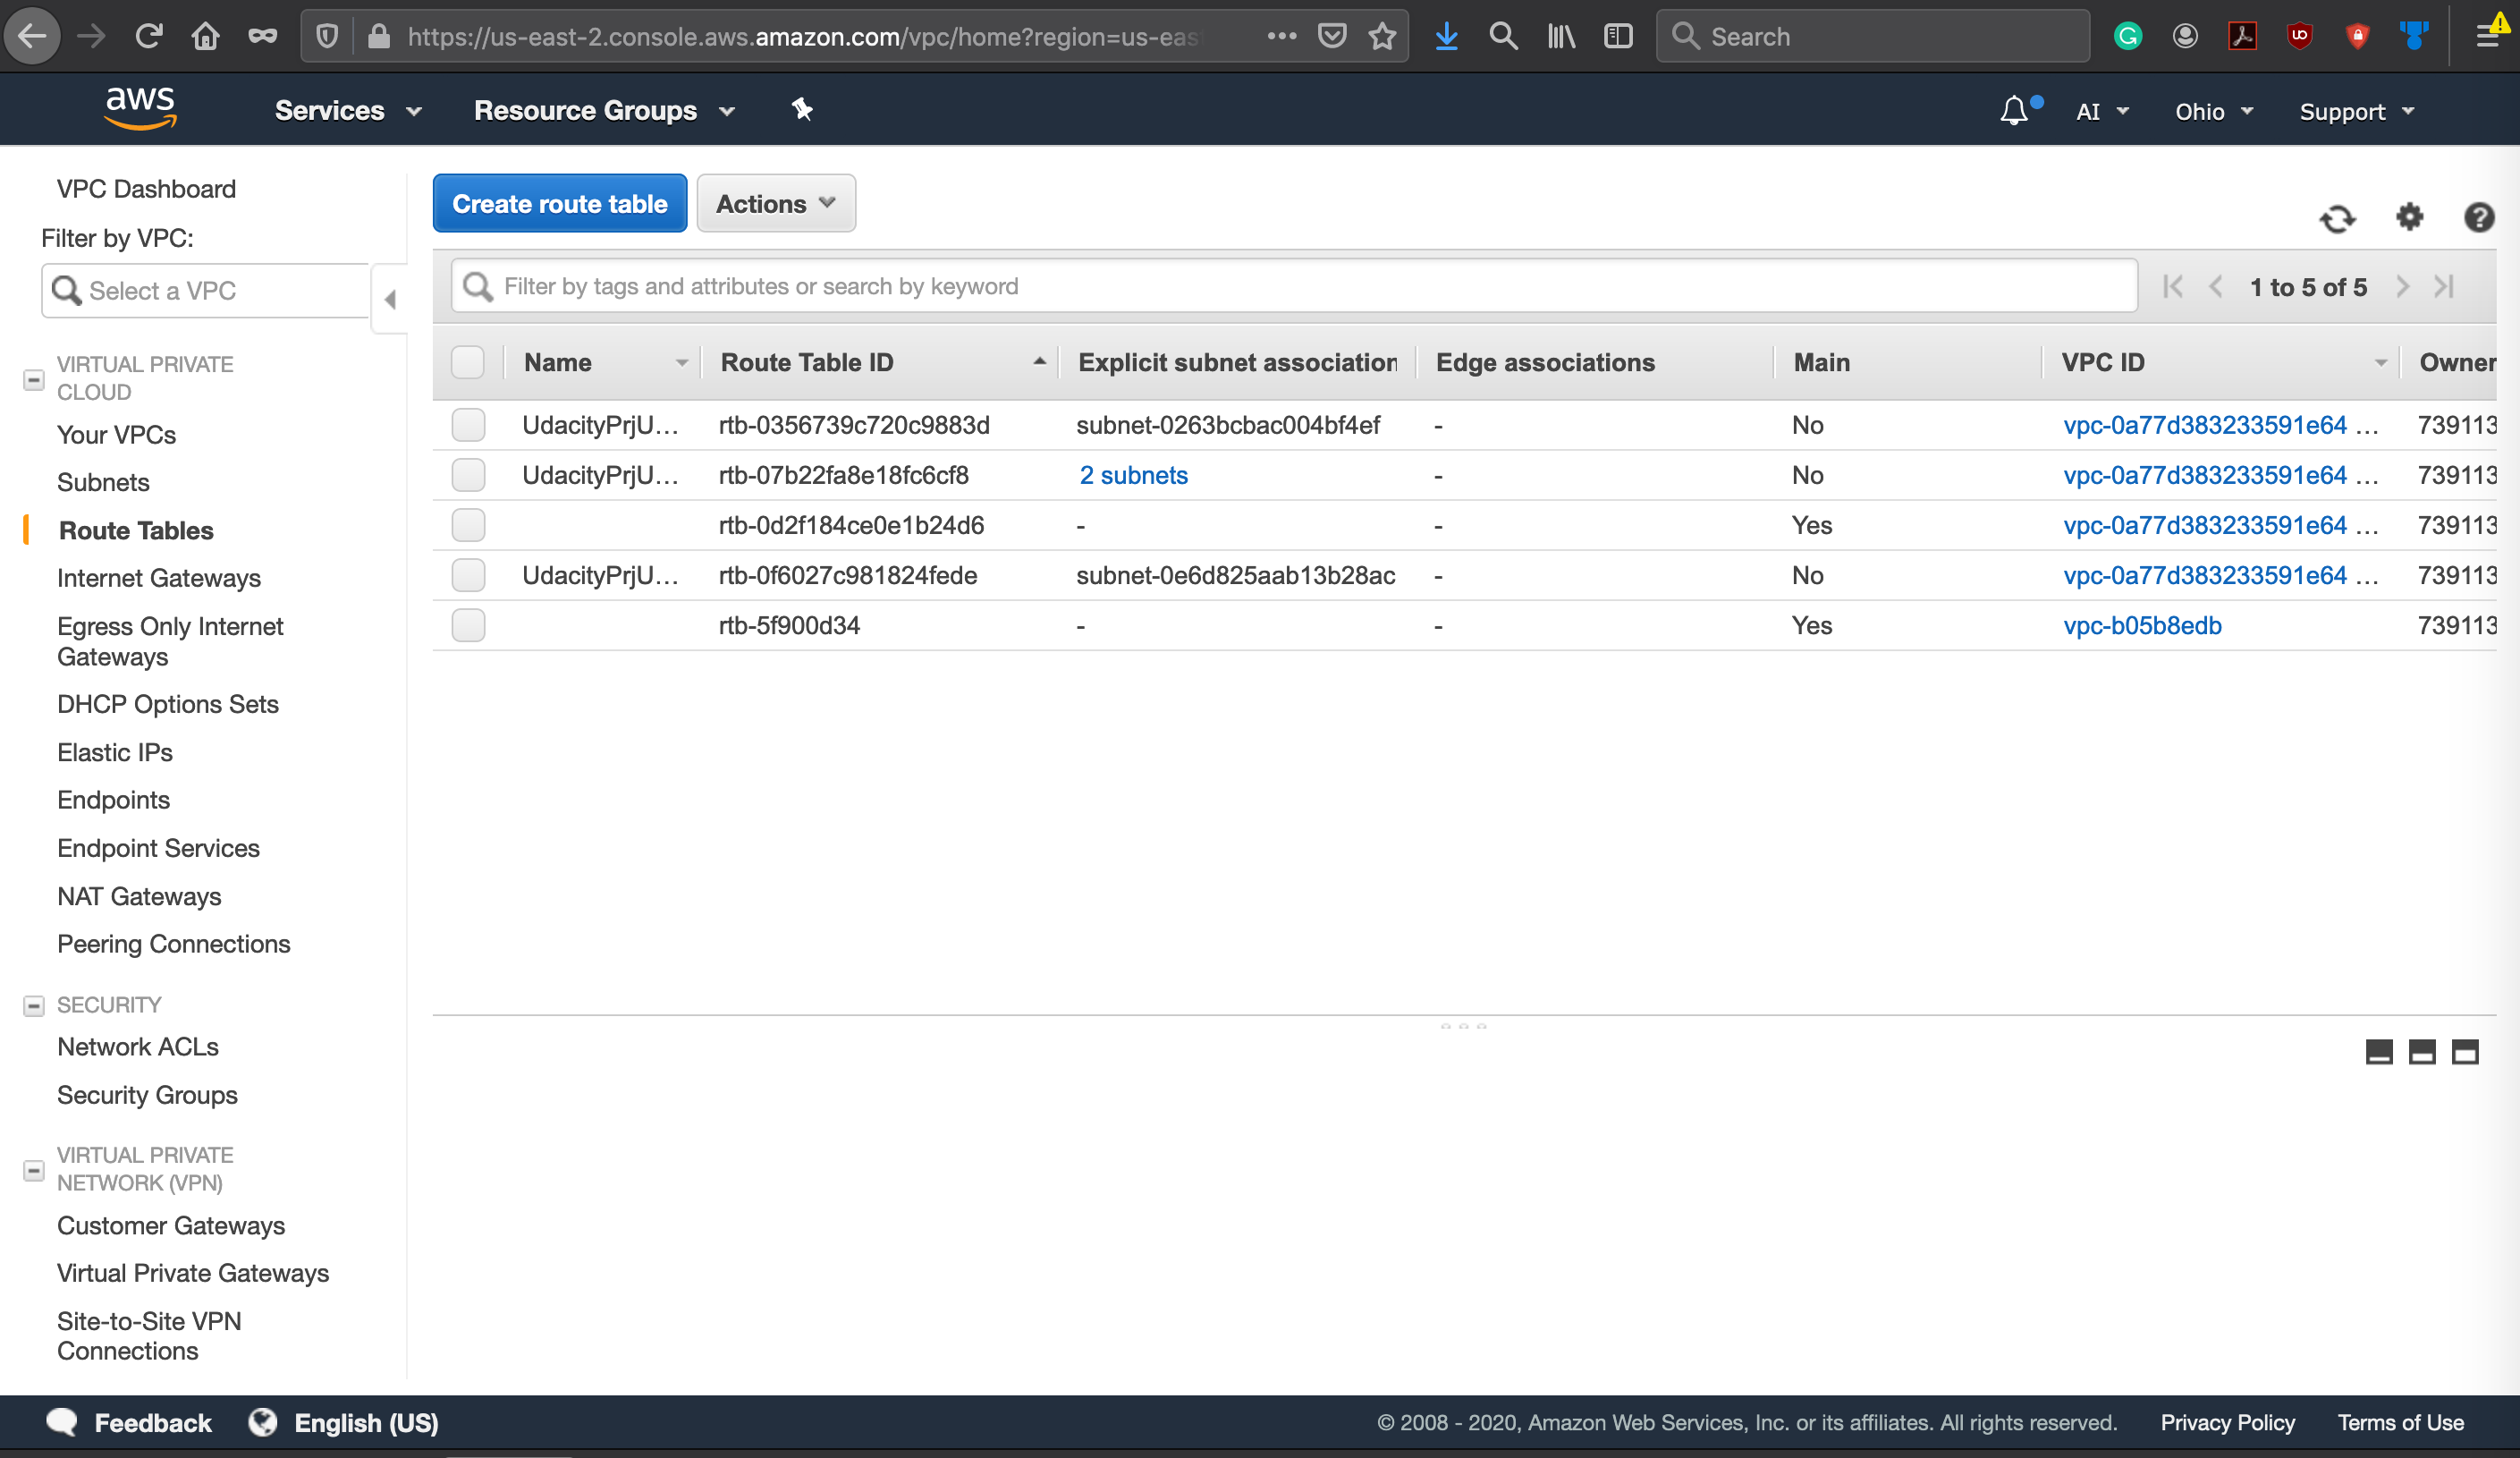 https://us-east-2.console.aws.amazon.com/vpc/home?region=us-eas
Search
aws
Services
Resource Groups
AI
Ohio
Support
VPC Dashboard
Filter by VPC:
Select a VPC
VIRTUAL PRIVATE
CLOUD
Your VPCs
Subnets
Route Tables
Internet Gateways
Egress Only Internet
Gateways
DHCP Options Sets
Elastic IPs
Endpoints
Endpoint Services
NAT Gateways
Peering Connections
SECURITY
Network ACLs
Security Groups
VIRTUAL PRIVATE
NETWORK (VPN)
Customer Gateways
Virtual Private Gateways
Site-to-Site VPN
Connections
Create route table
Actions
Filter by tags and attributes or search by keyword
1 to 5 of 5
Name Route Table ID Explicit subnet association Edge associations Main VPC ID Owner
UdacityPrjU... rtb-0356739c720c9883d subnet-0263bcbac004bf4ef - No vpc-0a77d383233591e64 ... 739113
UdacityPrjU... rtb-07b22fa8e18fc6cf8 2 subnets - No vpc-0a77d383233591e64 ... 739113
rtb-0d2f184ce0e1b24d6 - - Yes vpc-0a77d383233591e64 ... 739113
UdacityPrjU... rtb-0f6027c981824fede subnet-0e6d825aab13b28ac - No vpc-0a77d383233591e64 ... 739113
rtb-5f900d34 - - Yes vpc-b05b8edb 739113
Feedback
English (US)
© 2008 - 2020, Amazon Web Services, Inc. or its affiliates. All rights reserved.
Privacy Policy
Terms of Use